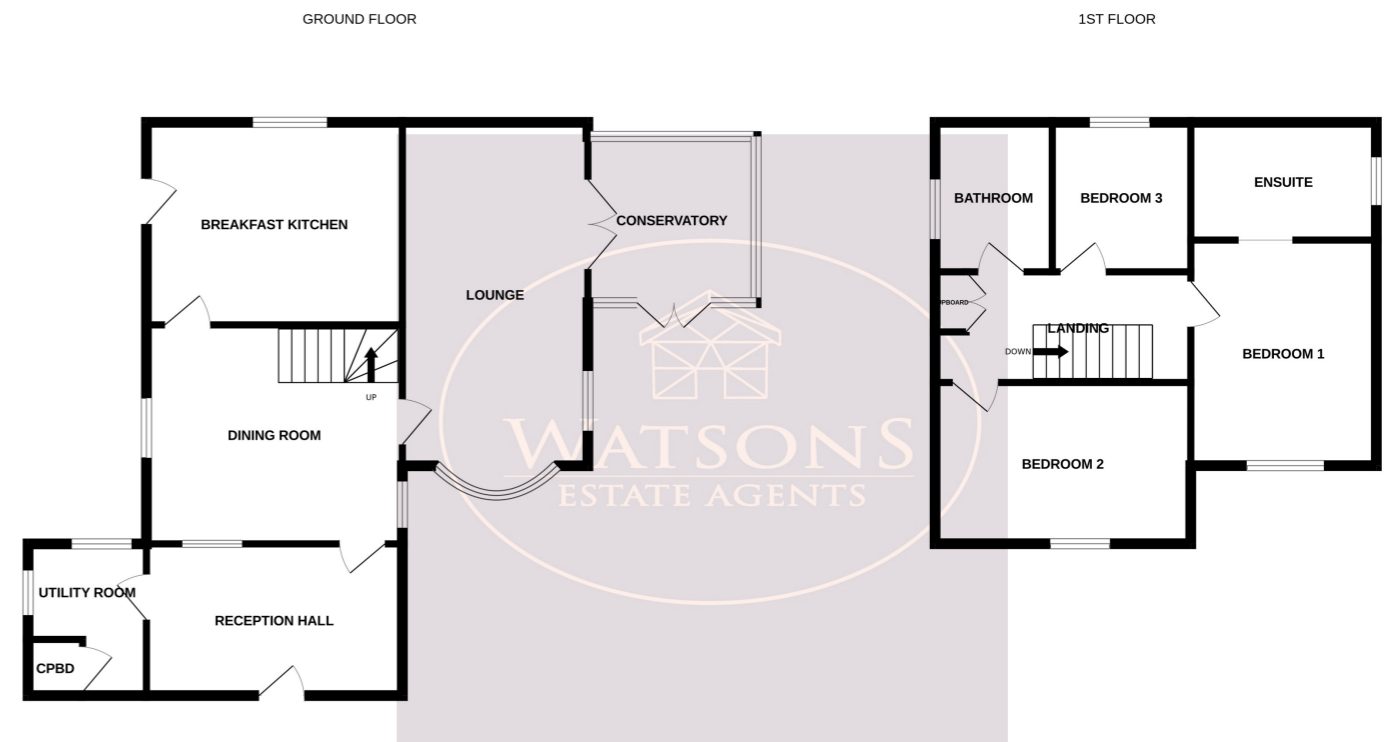 GROUND FLOOR
1ST FLOOR
BREAKFAST KITCHEN
LOUNGE
CONSERVATORY
UP
DINING ROOM
UTILITY ROOM
CPBD
RECEPTION HALL
BATHROOM
BEDROOM 3
ENSUITE
UPBOARD
LANDING
DOWN
BEDROOM 1
BEDROOM 2
WATSONS
ESTATE AGENTS